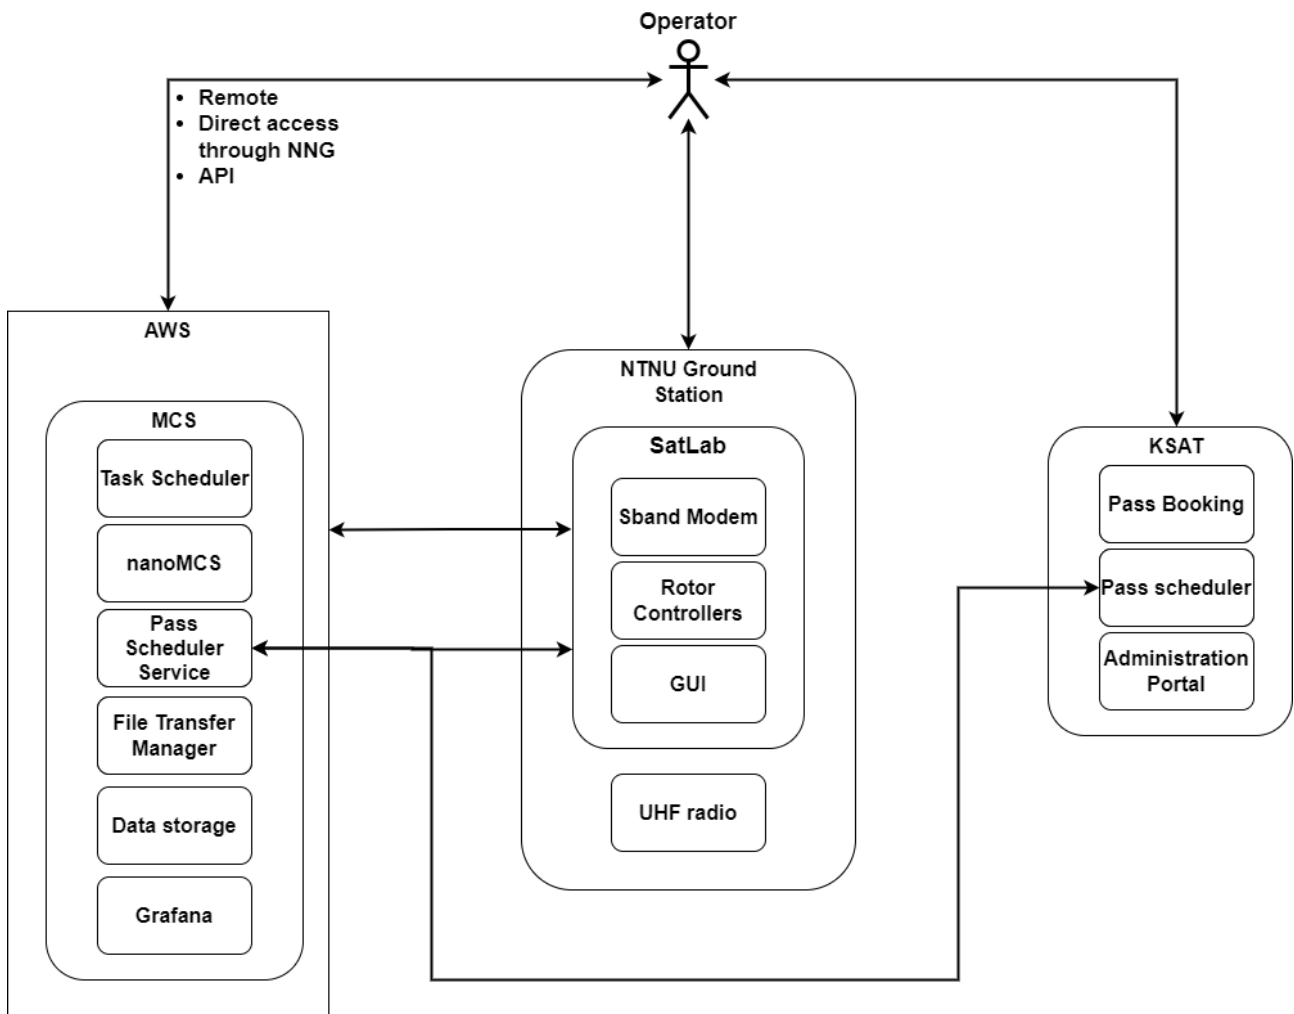 Operator
• Remote
• Direct access
through NNG
• API
AWS
MCS
Task Scheduler
nanoMCS
Pass
Scheduler
Service
File Transfer
Manager
Data storage
Grafana
NTNU Ground
Station
SatLab
Sband Modem
Rotor
Controllers
GUI
UHF radio
KSAT
Pass Booking
Pass scheduler
Administration
Portal